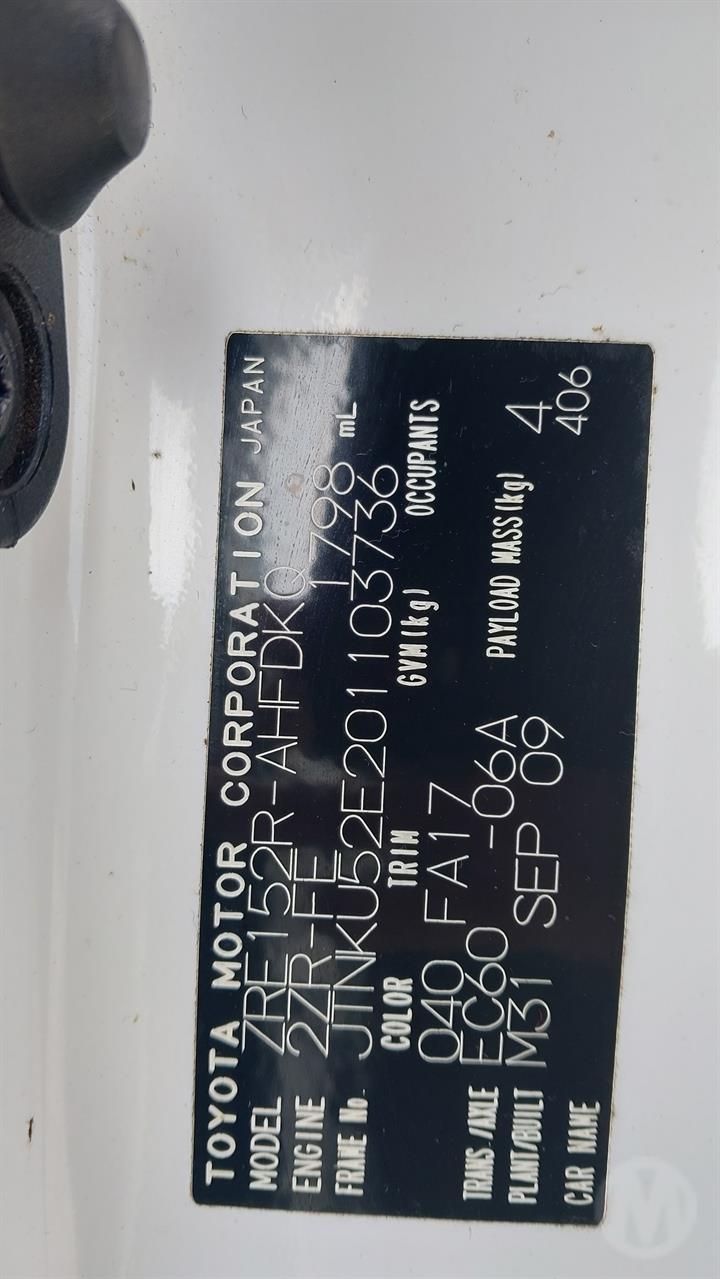 TOYOTA MOTOR CORPORATION JAPAN
MODEL ZRE152R-AHFDKQ
ENGINE 2ZR-FE 1798 mL
FRAME No. JTNKU52E201103736
COLOR TRIM GVM(kg) OCCUPANTS
040 FA17
TRANS/AXLE EC60 -06A PAYLOAD MASS(kg) 4
PLANT/BUILT M31 SEP 09 406
CAR NAME
M